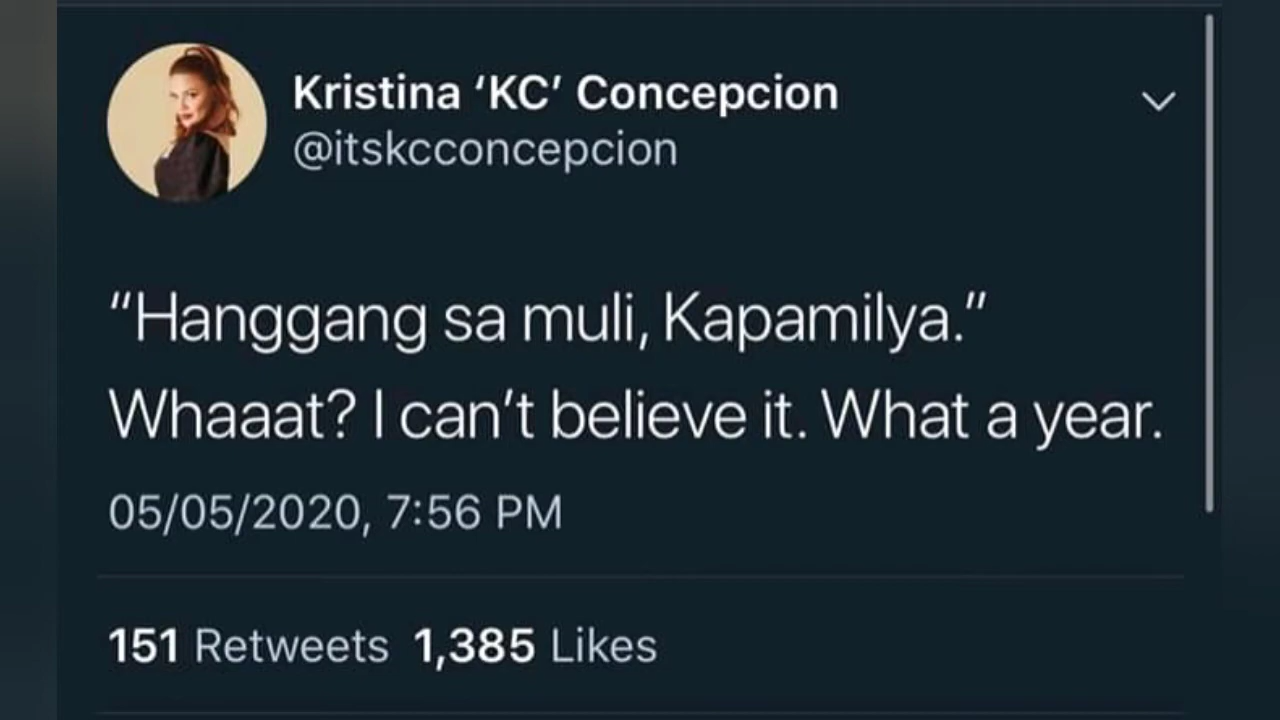 Kristina ‘KC’ Concepcion
@itskcconcepcion
“Hanggang sa muli, Kapamilya.”
Whaaat? I can’t believe it. What a year.
05/05/2020, 7:56 PM
151 Retweets 1,385 Likes